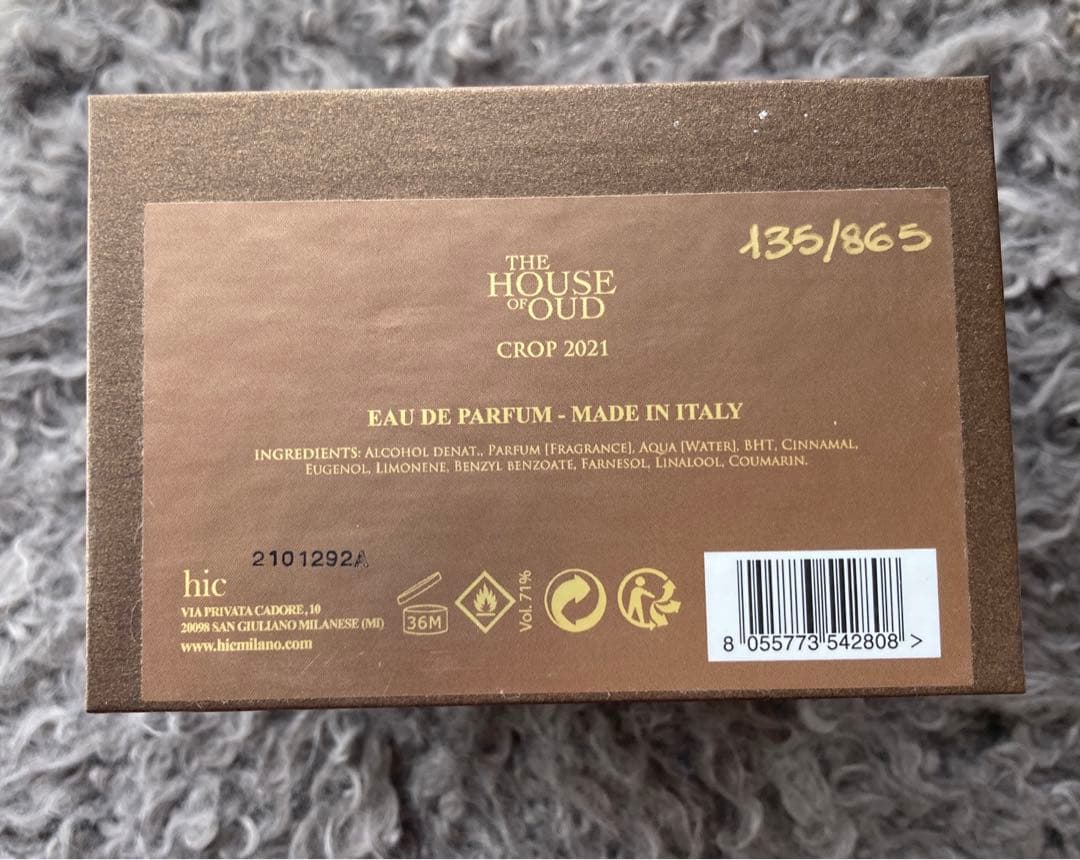 135/865
THE
HOUSE
OF OUD
CROP 2021
EAU DE PARFUM - MADE IN ITALY
INGREDIENTS: ALCOHOL DENAT., PARFUM [FRAGRANCE], AQUA [WATER], BHT, CINNAMAL,
EUGENOL, LIMONENE, BENZYL BENZOATE, FARNESOL, LINALOOL, COUMARIN.
2101292A
hic
VIA PRIVATA CADORE, 10
20098 SAN GIULIANO MILANESE (MI)
www.hicmilano.com
36M
Vol. 71%
8 055773 542808 >